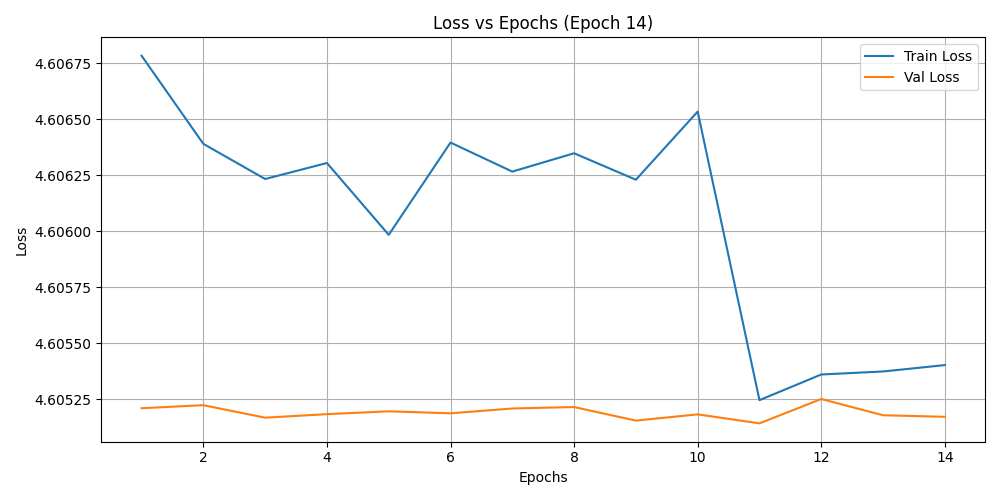 Loss vs Epochs (Epoch 14)
Train Loss
Val Loss
4.60675
4.60650
4.60625
4.60600
4.60575
4.60550
4.60525
Loss
2 4 6 8 10 12 14
Epochs